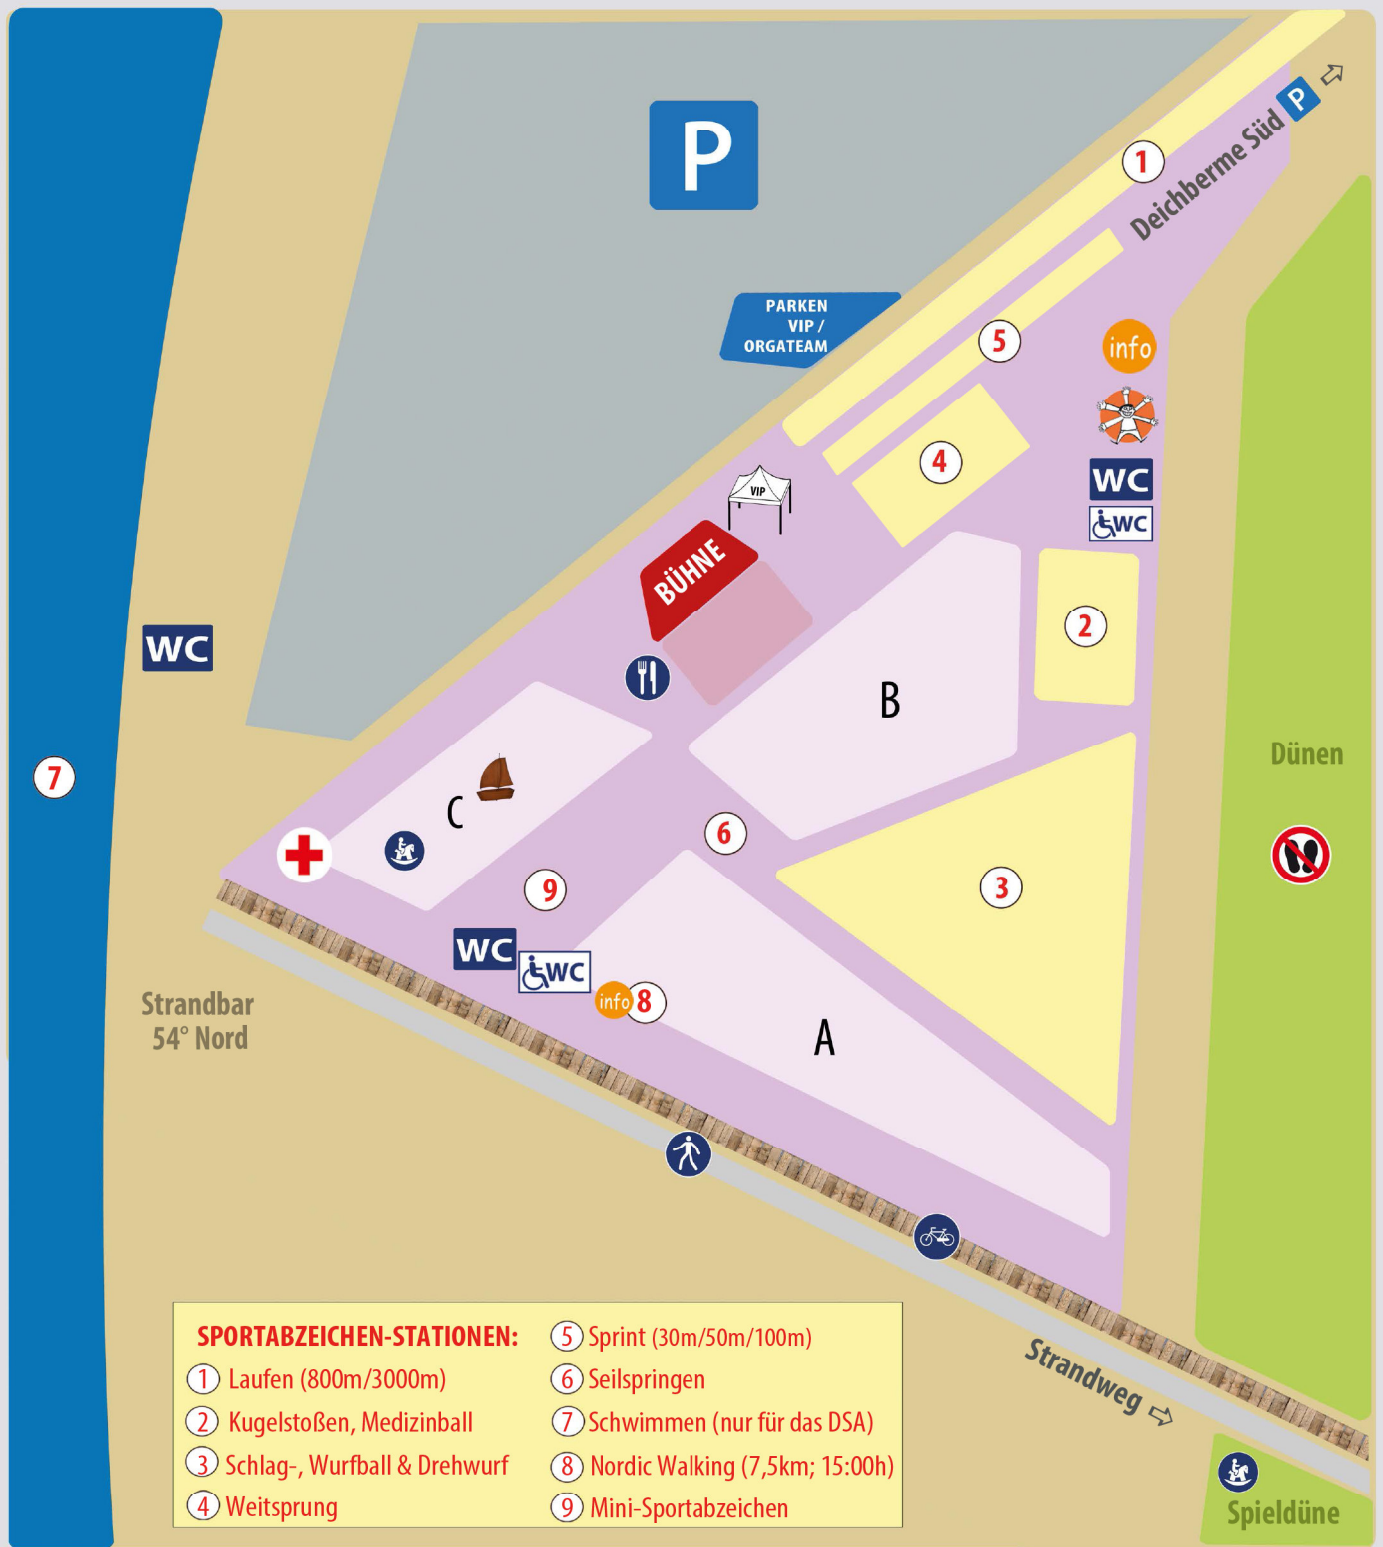 P
P
Deichberme Süd
1
PARKEN
VIP /
ORGATEAM
5
info
4
WC
WC
VIP
BÜHNE
2
WC
B
7
Dünen
C
6
9
3
WC
WC
info
8
Strandbar
54° Nord
A
Strandweg
SPORTABZEICHEN-STATIONEN:
1 Laufen (800m/3000m)
2 Kugelstoßen, Medizinball
3 Schlag-, Wurfball & Drehwurf
4 Weitsprung
5 Sprint (30m/50m/100m)
6 Seilspringen
7 Schwimmen (nur für das DSA)
8 Nordic Walking (7,5km; 15:00h)
9 Mini-Sportabzeichen
Spieldüne